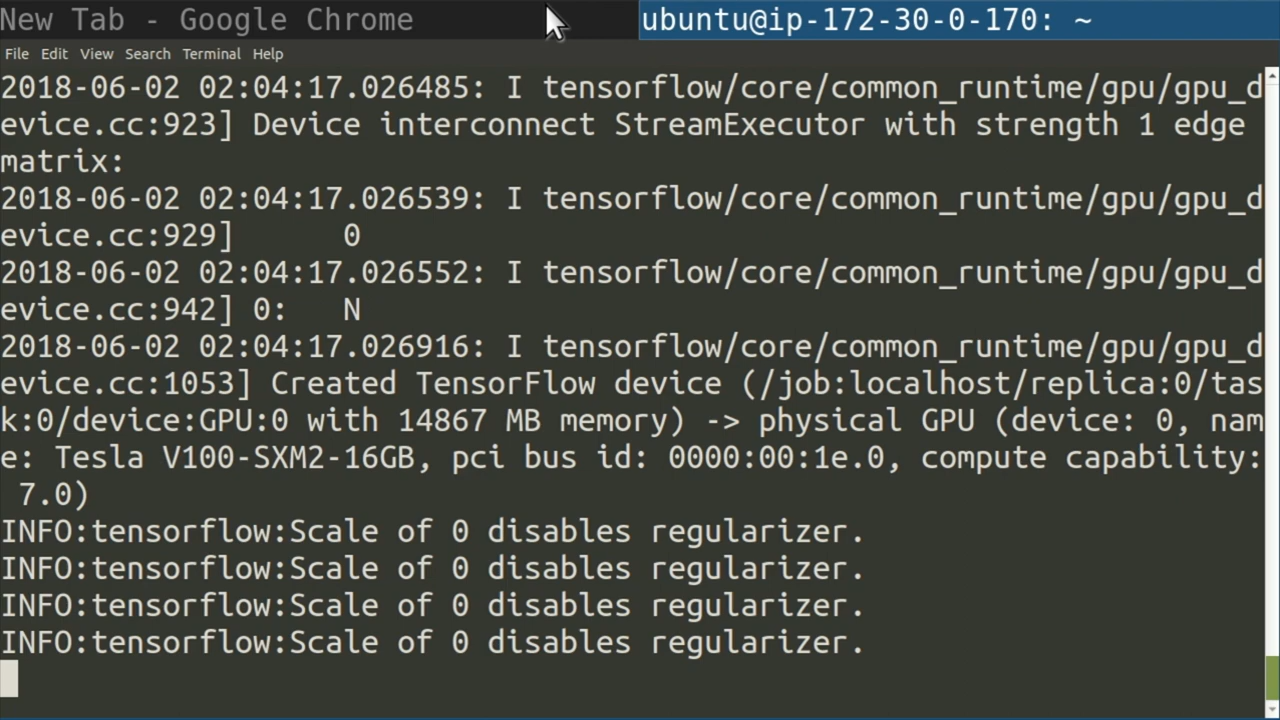 New Tab - Google Chrome
ubuntu@ip-172-30-0-170: ~
File Edit View Search Terminal Help
2018-06-02 02:04:17.026485: I tensorflow/core/common_runtime/gpu/gpu_d
evice.cc:923] Device interconnect StreamExecutor with strength 1 edge
matrix:
2018-06-02 02:04:17.026539: I tensorflow/core/common_runtime/gpu/gpu_d
evice.cc:929]      0
2018-06-02 02:04:17.026552: I tensorflow/core/common_runtime/gpu/gpu_d
evice.cc:942] 0:   N
2018-06-02 02:04:17.026916: I tensorflow/core/common_runtime/gpu/gpu_d
evice.cc:1053] Created TensorFlow device (/job:localhost/replica:0/tas
k:0/device:GPU:0 with 14867 MB memory) -> physical GPU (device: 0, nam
e: Tesla V100-SXM2-16GB, pci bus id: 0000:00:1e.0, compute capability:
 7.0)
INFO:tensorflow:Scale of 0 disables regularizer.
INFO:tensorflow:Scale of 0 disables regularizer.
INFO:tensorflow:Scale of 0 disables regularizer.
INFO:tensorflow:Scale of 0 disables regularizer.